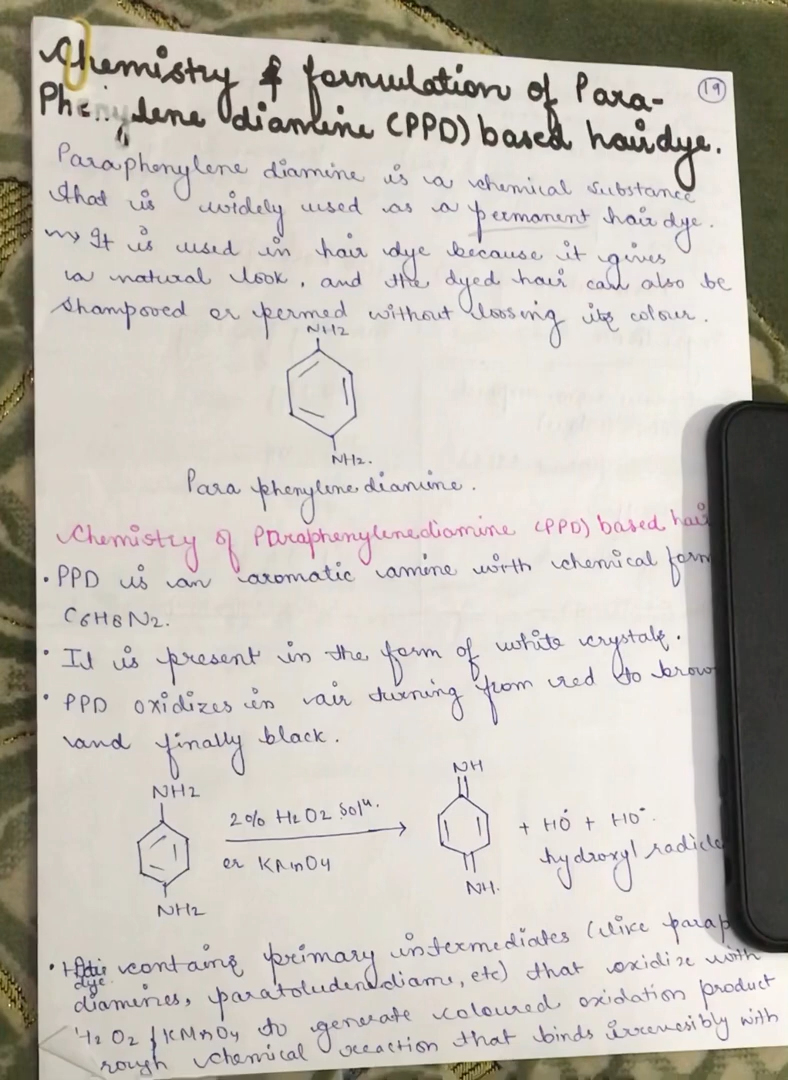 Chemistry & formulation of Para-
Phenylene diamine (PPD) based hair dye.
19
Paraphenylene diamine is a chemical substance
that is widely used as a permanent hair dye.
It is used in hair dye because it gives
a natural look, and the dyed hair can also be
shampooed or permed without loosing its colour.
NH2
NH2.
Para phenylene diamine.
Chemistry of Paraphenylenediamine (PPD) based hair
• PPD is an aromatic amine with chemical form
C6H8N2.
• It is present in the form of white crystals.
• PPD oxidizes in air turning from red to brow
and finally black.
NH2
2% H2O2 Solu.
or KMnO4
NH2
NH
NH.
+ HO• + HO-.
hydroxyl radicle
• dye contains primary intermediates (like parap
diamines, paratoludenediame, etc) that oxidize with
H2O2 / KMnO4 to generate coloured oxidation product
rough chemical reaction that binds irreversibly with